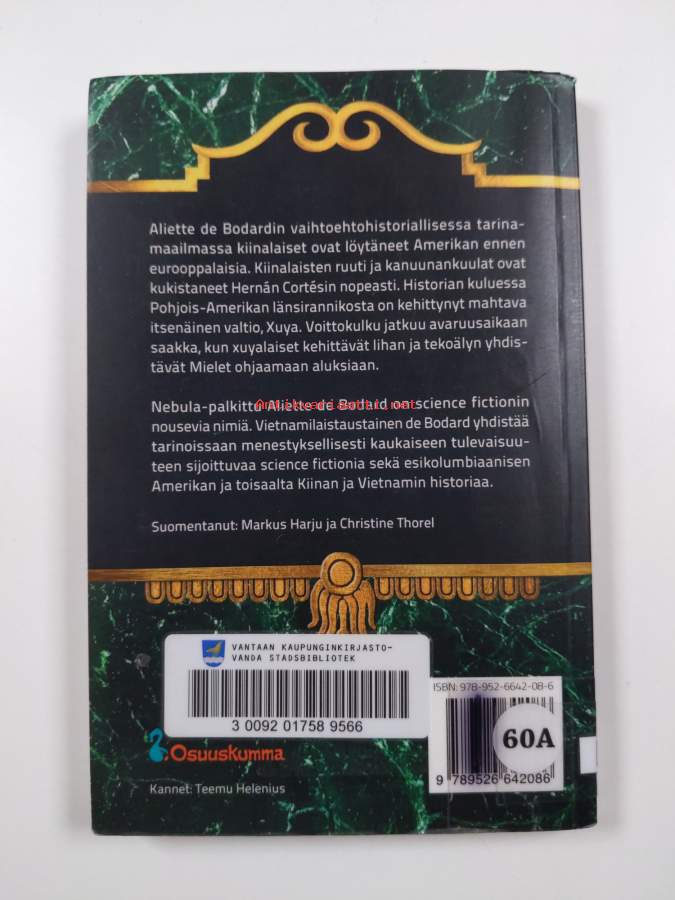 Aliette de Bodardin vaihtoehtohistoriallisessa tarina-
maailmassa kiinalaiset ovat löytäneet Amerikan ennen
eurooppalaisia. Kiinalaisten ruuti ja kanuunankuulat ovat
kukistaneet Hernán Cortésin nopeasti. Historian kuluessa
Pohjois-Amerikan länsirannikosta on kehittynyt mahtava
itsenäinen valtio, Xuya. Voittokulku jatkuu avaruusaikaan
saakka, kun xuyalaiset kehittävät lihan ja tekoälyn yhdis-
tävät Mielet ohjaamaan aluksiaan.
Antikvariaatti.net
Nebula-palkittu Aliette de Bodard on science fictionin
nousevia nimiä. Vietnamilaistaustainen de Bodard yhdistää
tarinoissaan menestyksellisesti kaukaiseen tulevaisuu-
teen sijoittuvaa science fictionia sekä esikolumbiaanisen
Amerikan ja toisaalta Kiinan ja Vietnamin historiaa.
Suomentanut: Markus Harju ja Christine Thorel
VANTAAN KAUPUNGINKIRJASTO-
VANDA STADSBIBLIOTEK
3 0092 01758 9566
Osuuskumma
Kannet: Teemu Helenius
ISBN: 978-952-6642-08-6
60A
9 789526 642086